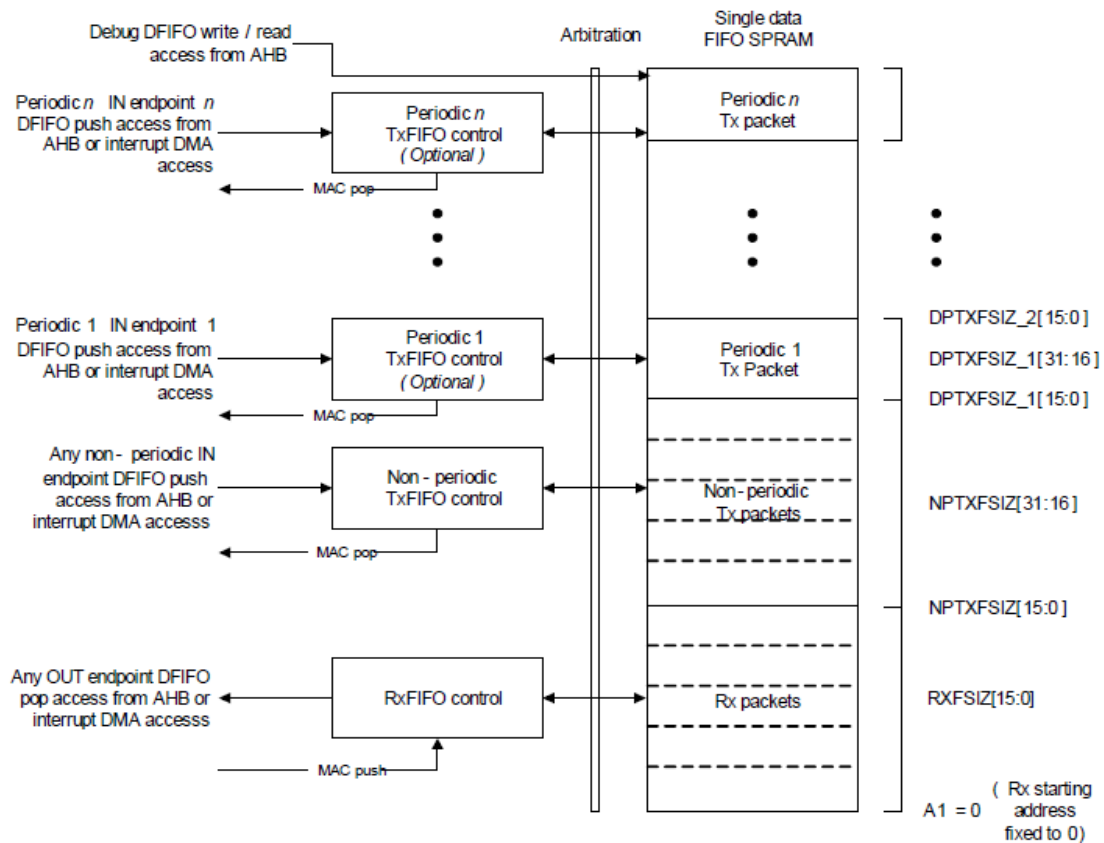 Debug DFIFO write / read
access from AHB
Arbitration
Single data
FIFO SPRAM
Periodic n IN endpoint n
DFIFO push access from
AHB or interrupt DMA
access
Periodic n
TxFIFO control
( Optional )
MAC pop
Periodic n
Tx packet
Periodic 1 IN endpoint 1
DFIFO push access from
AHB or interrupt DMA
access
Periodic 1
TxFIFO control
( Optional )
MAC pop
Periodic 1
Tx Packet
DPTXFSIZ_2[15:0]
DPTXFSIZ_1[31:16]
DPTXFSIZ_1[15:0]
Any non - periodic IN
endpoint DFIFO push
access from AHB or
interrupt DMA accesss
Non - periodic
TxFIFO control
MAC pop
Non - periodic
Tx packets
NPTXFSIZ[31:16]
NPTXFSIZ[15:0]
Any OUT endpoint DFIFO
pop access from AHB or
interrupt DMA accesss
RxFIFO control
MAC push
Rx packets
RXFSIZ[15:0]
A1 = 0
( Rx starting
address
fixed to 0)